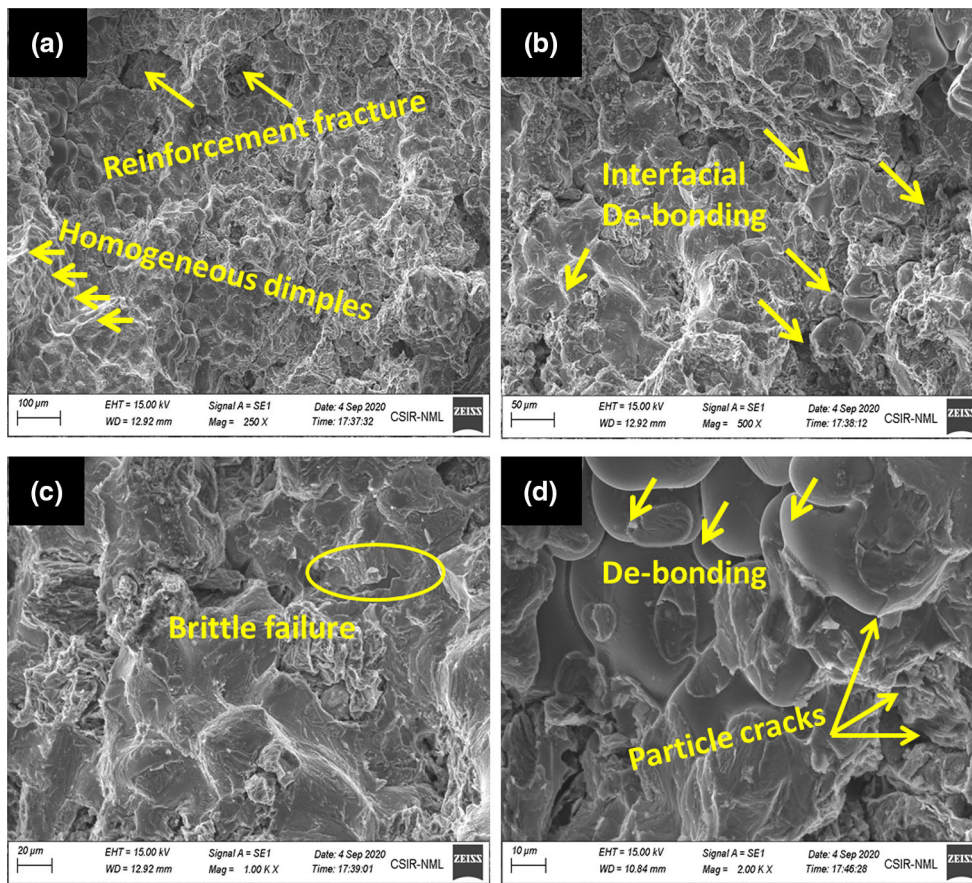 (a)
Reinforcement fracture
Homogeneous dimples
100 µm
EHT = 15.00 kV
WD = 12.92 mm
Signal A = SE1
Mag = 250 X
Date: 4 Sep 2020
Time: 17:37:32
CSIR-NML
ZEISS
(b)
Interfacial
De-bonding
50 µm
EHT = 15.00 kV
WD = 12.92 mm
Signal A = SE1
Mag = 500 X
Date: 4 Sep 2020
Time: 17:38:12
CSIR-NML
ZEISS
(c)
Brittle failure
20 µm
EHT = 15.00 kV
WD = 12.92 mm
Signal A = SE1
Mag = 1.00 K X
Date: 4 Sep 2020
Time: 17:39:01
CSIR-NML
ZEISS
(d)
De-bonding
Particle cracks
10 µm
EHT = 15.00 kV
WD = 10.84 mm
Signal A = SE1
Mag = 2.00 K X
Date: 4 Sep 2020
Time: 17:46:28
CSIR-NML
ZEISS